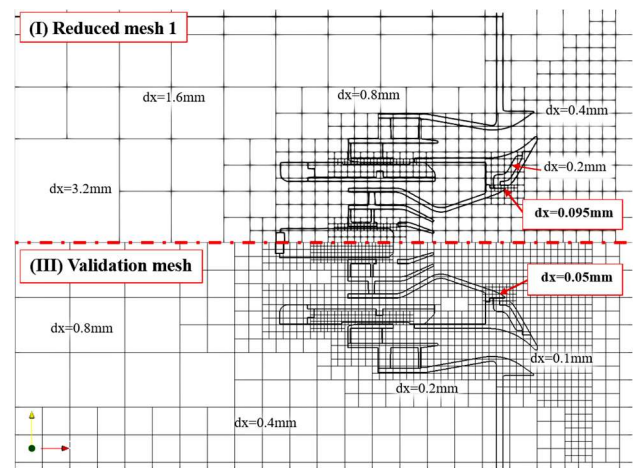 (I) Reduced mesh 1
dx=1.6mm
dx=0.8mm
dx=0.4mm
dx=0.2mm
dx=3.2mm
dx=0.095mm
(III) Validation mesh
dx=0.05mm
dx=0.8mm
dx=0.1mm
dx=0.2mm
dx=0.4mm